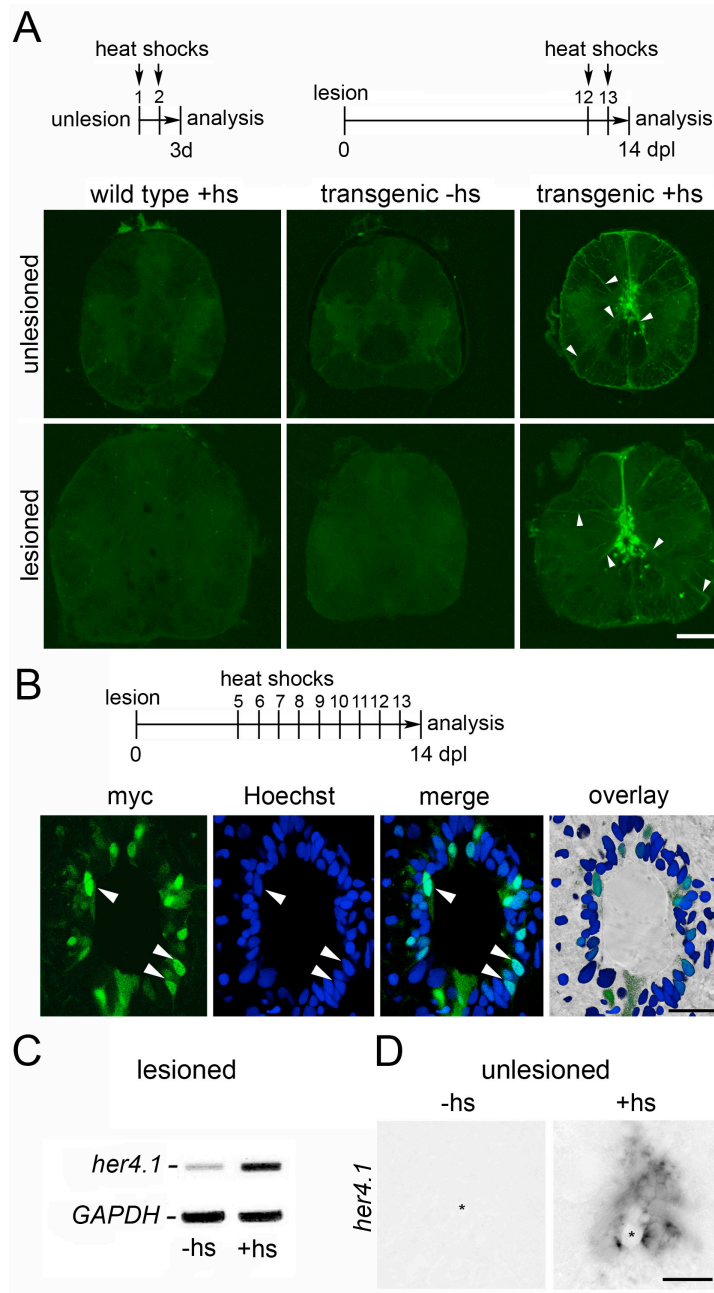 A
heat shocks
heat shocks
1 2
lesion
12 13
unlesion
analysis
analysis
3d
0
14 dpl
wild type +hs
transgenic -hs
transgenic +hs
unlesioned
lesioned
B
heat shocks
lesion
5 6 7 8 9 10 11 12 13
analysis
0
14 dpl
myc
Hoechst
merge
overlay
C
lesioned
her4.1
GAPDH
-hs +hs
D
unlesioned
-hs
+hs
her4.1
*
*